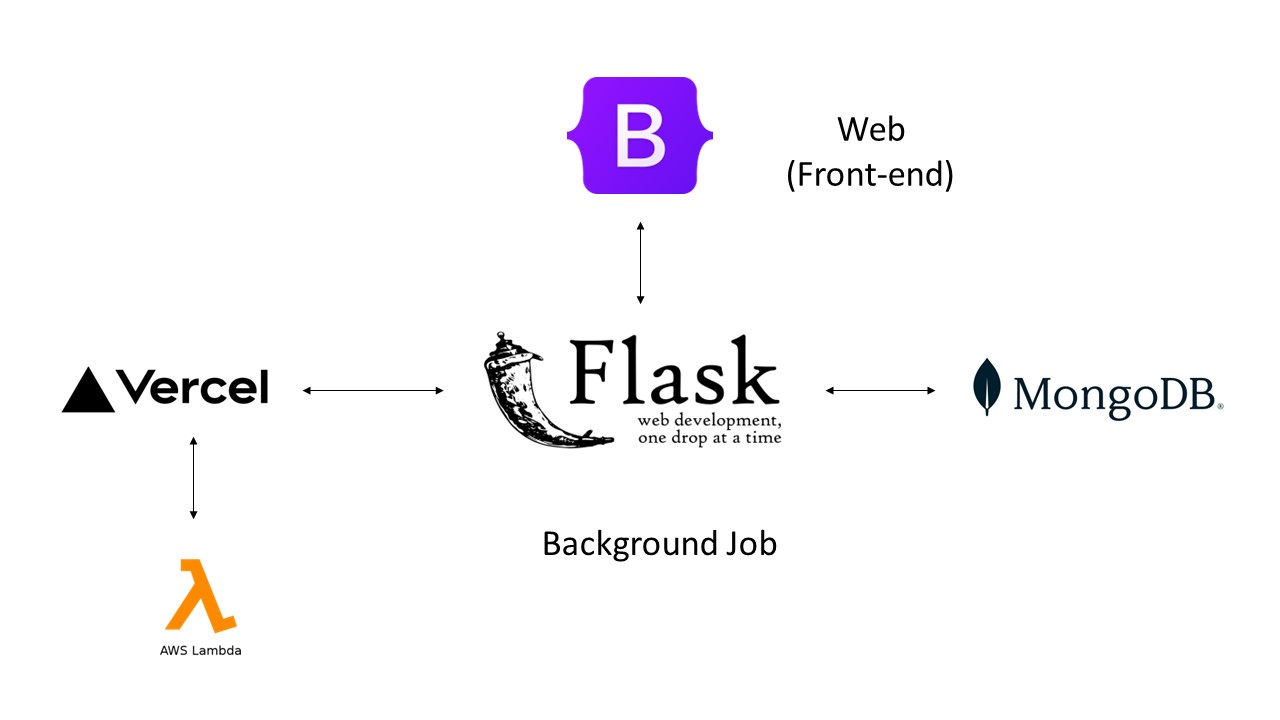 B
Web
(Front-end)
Vercel
Flask
web development,
one drop at a time
MongoDB®
Background Job
AWS Lambda